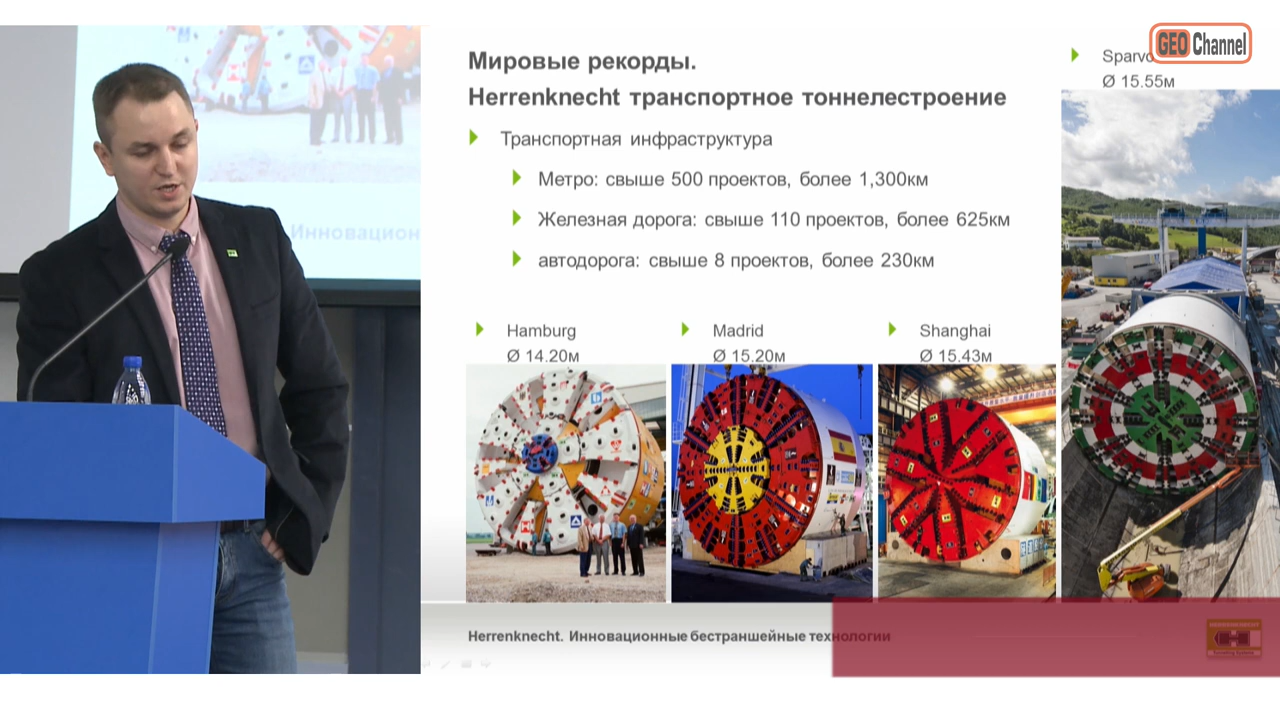 GEO Channel
Мировые рекорды.
Herrenknecht транспортное тоннелестроение
Транспортная инфраструктура
Метро: свыше 500 проектов, более 1,300км
Железная дорога: свыше 110 проектов, более 625км
автодорога: свыше 8 проектов, более 230км
Ø 15.55м
Hamburg
Ø 14.20м
Madrid
Ø 15.20м
Shanghai
Ø 15.43м
Herrenknecht. Инновационные бестраншейные технологии
HERRENKNECHT